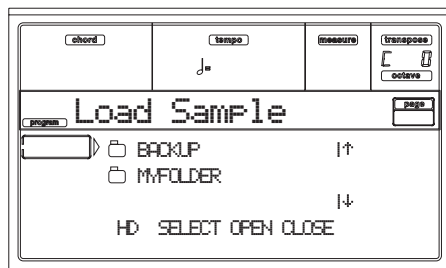 chord tempo measure transpose
♩=
C 0
octave
program Load Sample page
BACKUP |↑
MYFOLDER
|↓
HD SELECT OPEN CLOSE